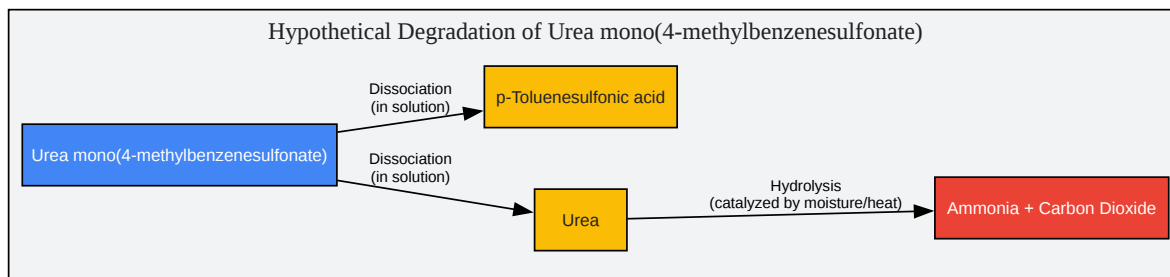 Hypothetical Degradation of Urea mono(4-methylbenzenesulfonate)
Dissociation
(in solution)
p-Toluenesulfonic acid
Urea mono(4-methylbenzenesulfonate)
Dissociation
(in solution)
Urea
Hydrolysis
(catalyzed by moisture/heat)
Ammonia + Carbon Dioxide